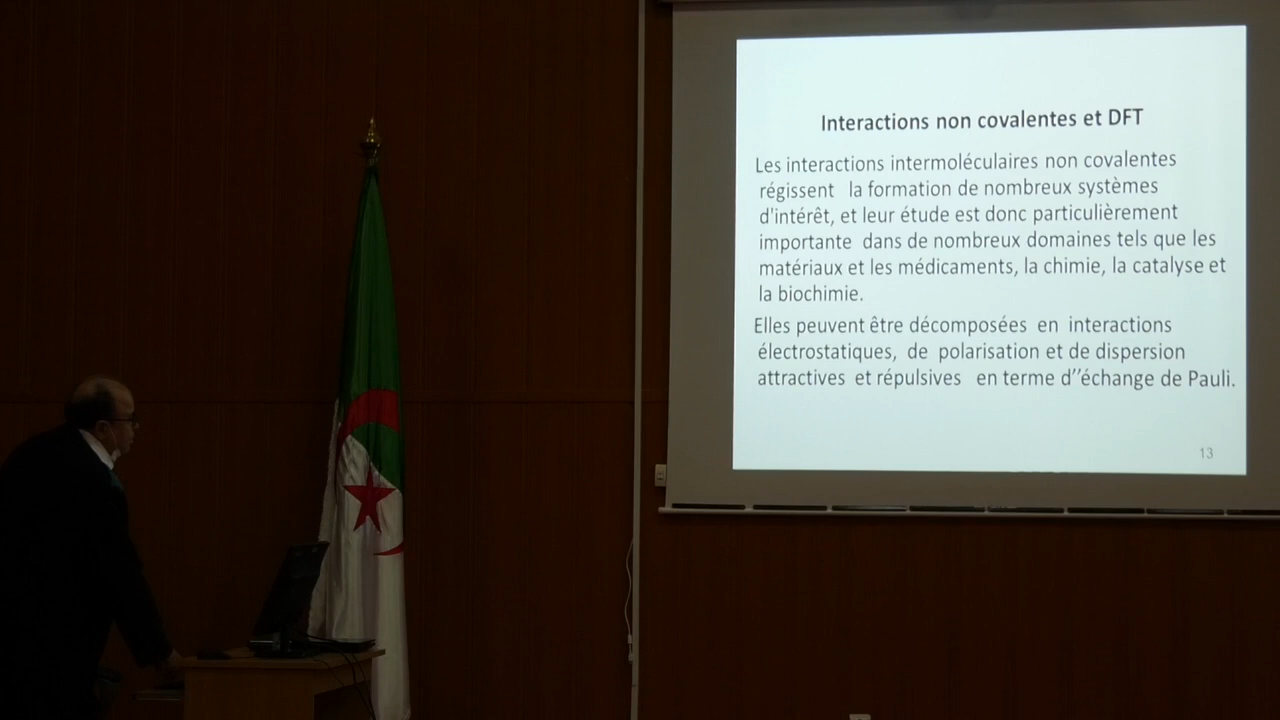 Interactions non covalentes et DFT
Les interactions intermoléculaires non covalentes
régissent la formation de nombreux systèmes
d'intérêt, et leur étude est donc particulièrement
importante dans de nombreux domaines tels que les
matériaux et les médicaments, la chimie, la catalyse et
la biochimie.
Elles peuvent être décomposées en interactions
électrostatiques, de polarisation et de dispersion
attractives et répulsives en terme d’’échange de Pauli.
13